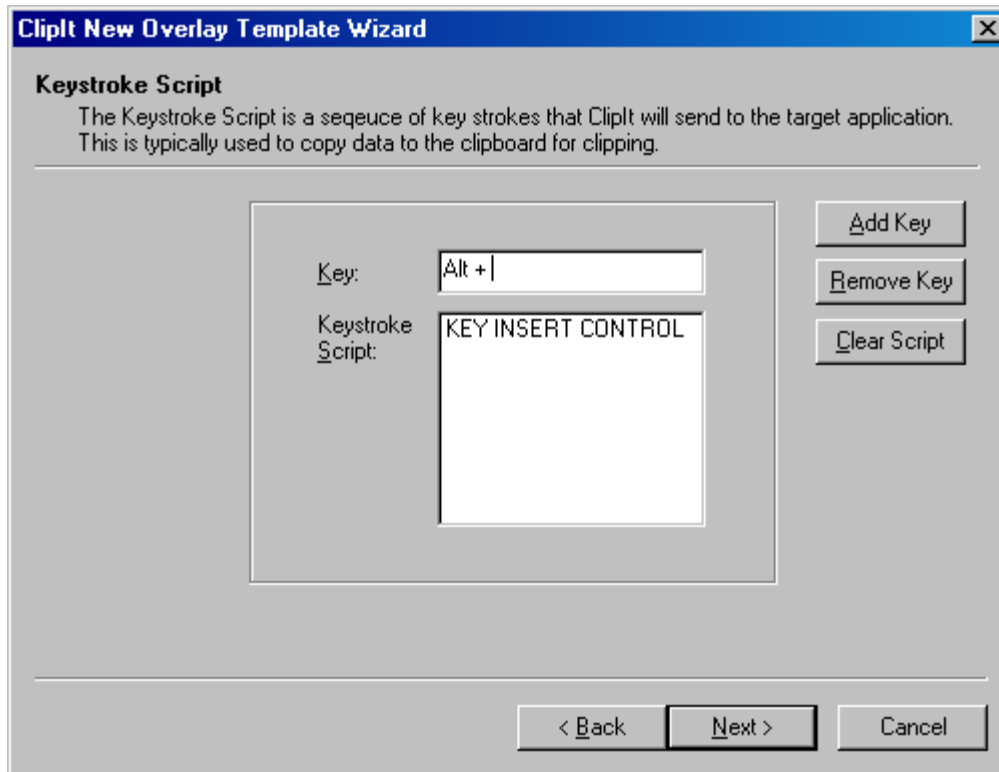 ClipIt New Overlay Template Wizard
Keystroke Script
The Keystroke Script is a seqeuce of key strokes that ClipIt will send to the target application.
This is typically used to copy data to the clipboard for clipping.
Key:
Alt +
Keystroke
Script:
KEY INSERT CONTROL
Add Key
Remove Key
Clear Script
< Back
Next >
Cancel